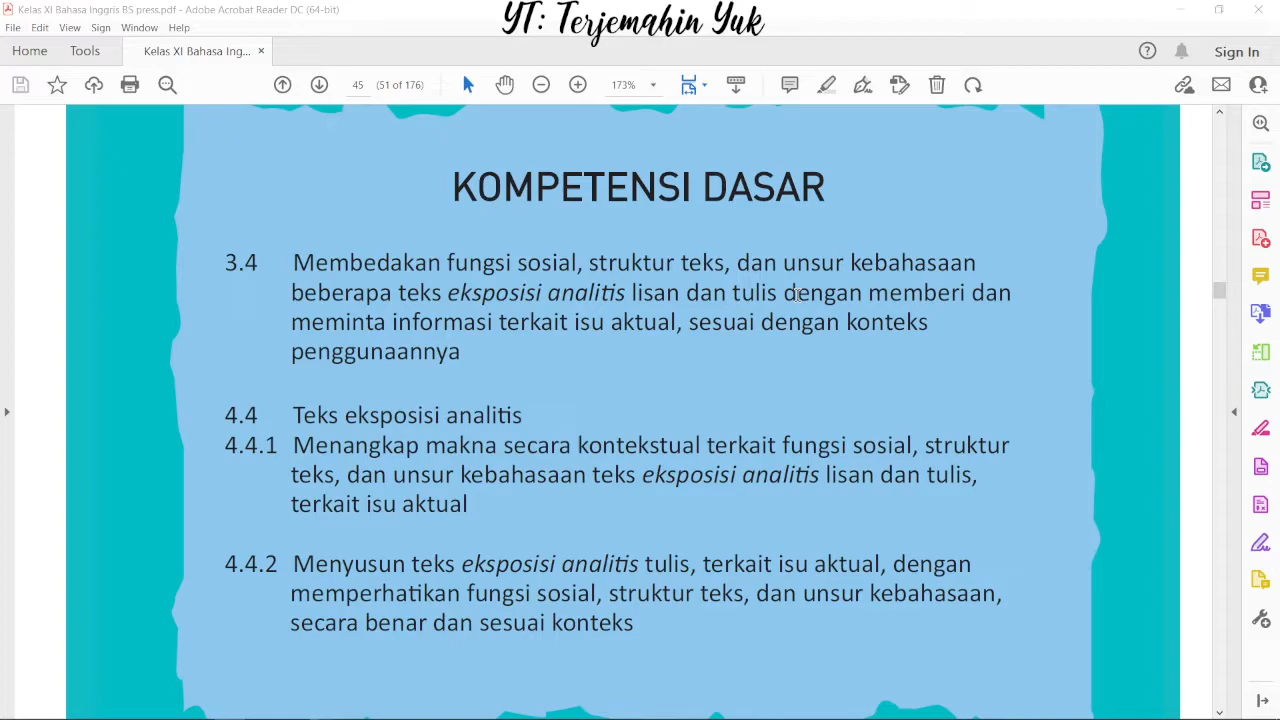 Kelas XI Bahasa Inggris BS press.pdf - Adobe Acrobat Reader DC (64-bit)
YT: Terjemahin Yuk
File Edit View Sign Window Help
Home Tools Kelas XI Bahasa Ing... × Sign In
45 (51 of 176) 173%
KOMPETENSI DASAR
3.4 Membedakan fungsi sosial, struktur teks, dan unsur kebahasaan
beberapa teks eksposisi analitis lisan dan tulis dengan memberi dan
meminta informasi terkait isu aktual, sesuai dengan konteks
penggunaannya
4.4 Teks eksposisi analitis
4.4.1 Menangkap makna secara kontekstual terkait fungsi sosial, struktur
teks, dan unsur kebahasaan teks eksposisi analitis lisan dan tulis,
terkait isu aktual
4.4.2 Menyusun teks eksposisi analitis tulis, terkait isu aktual, dengan
memperhatikan fungsi sosial, struktur teks, dan unsur kebahasaan,
secara benar dan sesuai konteks